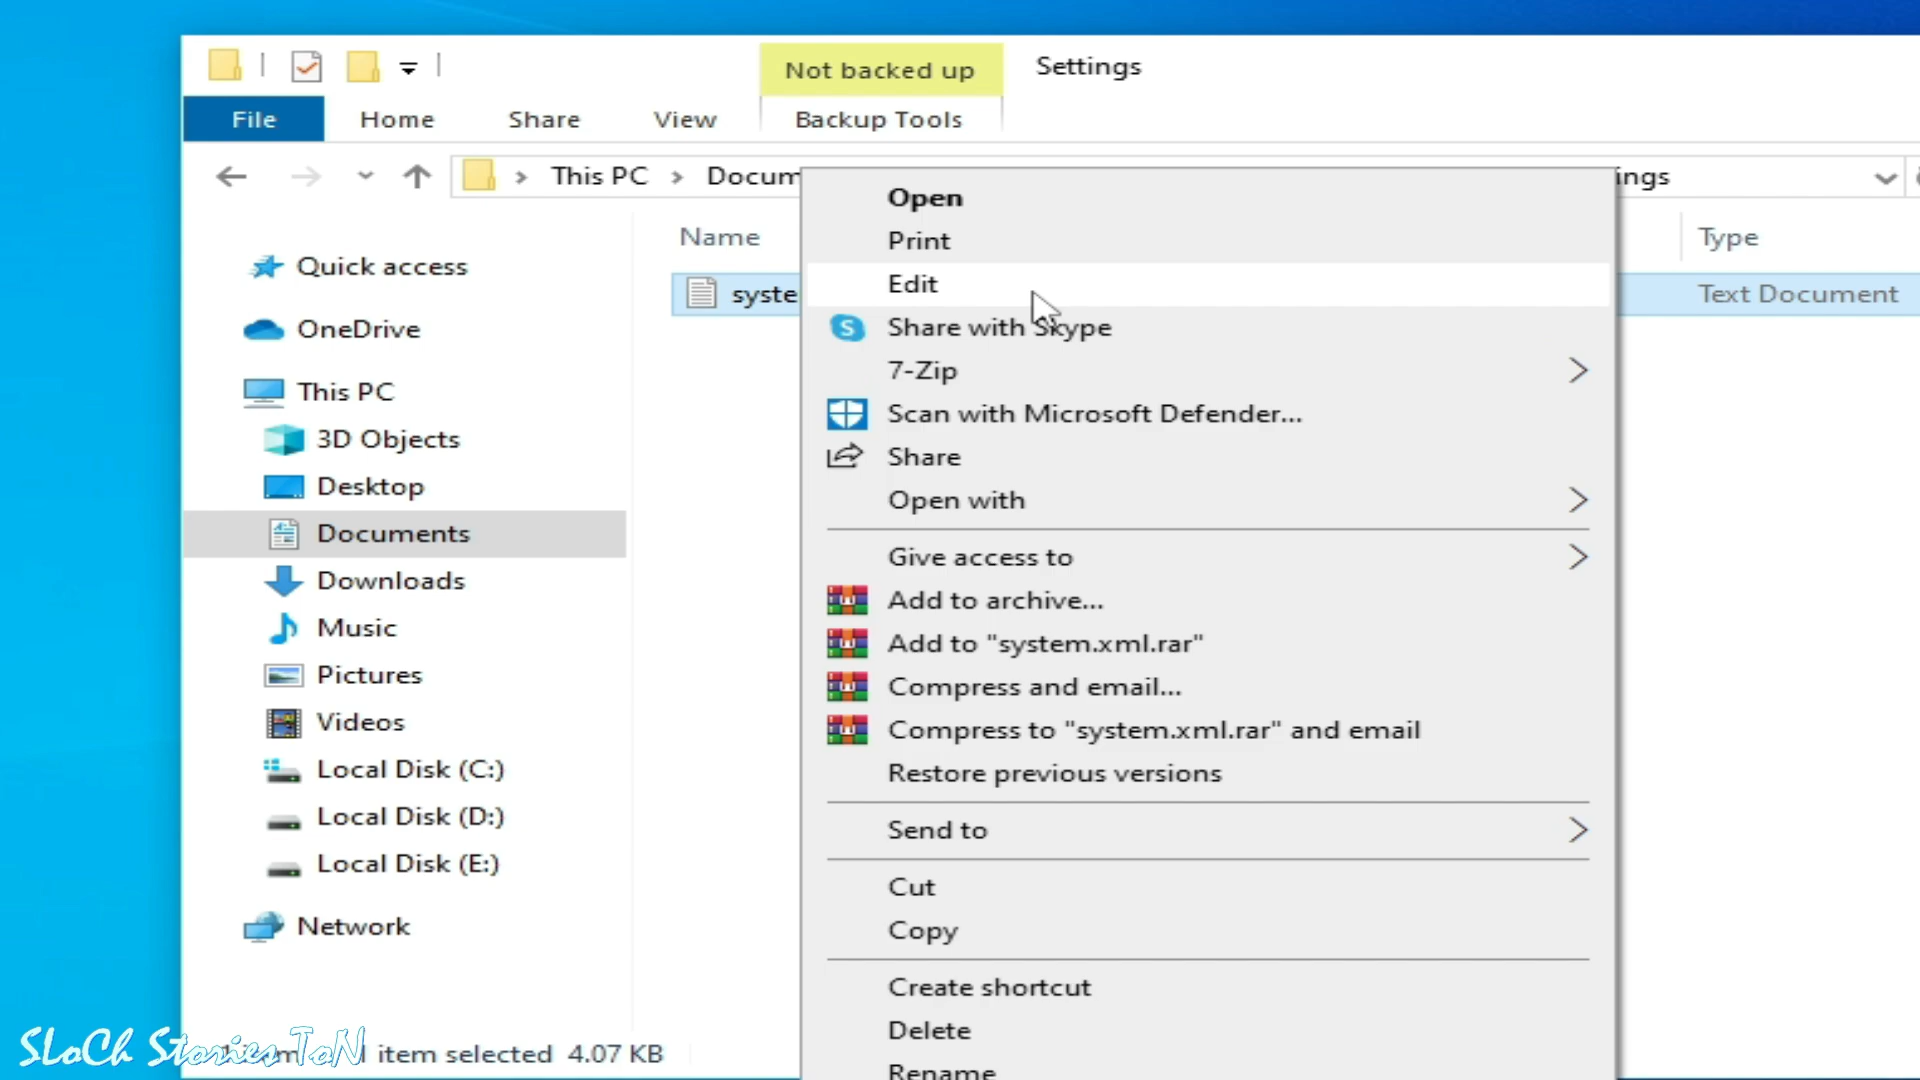 Not backed up
Settings
File
Home
Share
View
Backup Tools
This PC
Docum
ings
Name
Type
syste
Text Document
Quick access
OneDrive
This PC
3D Objects
Desktop
Documents
Downloads
Music
Pictures
Videos
Local Disk (C:)
Local Disk (D:)
Local Disk (E:)
Network
Open
Print
Edit
Share with Skype
7-Zip
Scan with Microsoft Defender...
Share
Open with
Give access to
Add to archive...
Add to "system.xml.rar"
Compress and email...
Compress to "system.xml.rar" and email
Restore previous versions
Send to
Cut
Copy
Create shortcut
Delete
Rename
SLoCh Stories ToN
item selected 4.07 KB